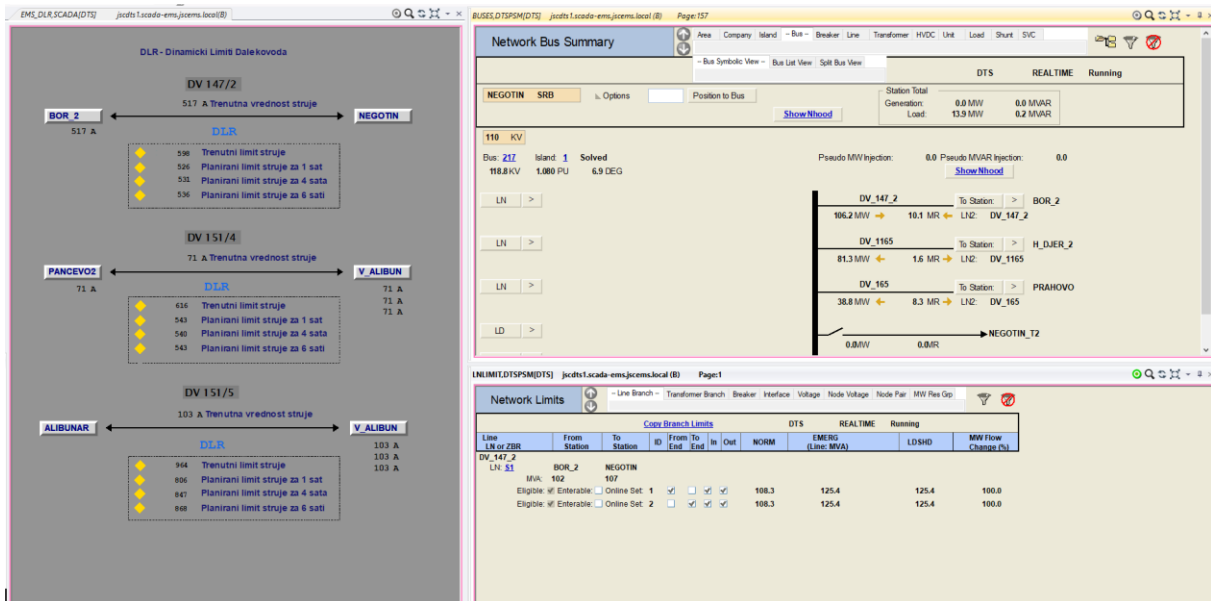 EMS_DLR,SCADA[DTS] jscdts1.scada-ems.jscems.local(B)
DLR - Dinamicki Limiti Dalekovoda
DV 147/2
517 A Trenutna vrednost struje
BOR_2 NEGOTIN
517 A
DLR
598 Trenutni limit struje
526 Planirani limit struje za 1 sat
531 Planirani limit struje za 4 sata
536 Planirani limit struje za 6 sati
DV 151/4
71 A Trenutna vrednost struje
PANCEVO2 V_ALIBUN
71 A 71 A
71 A
71 A
DLR
616 Trenutni limit struje
543 Planirani limit struje za 1 sat
540 Planirani limit struje za 4 sata
543 Planirani limit struje za 6 sati
DV 151/5
103 A Trenutna vrednost struje
ALIBUNAR V_ALIBUN
103 A
103 A
103 A
DLR
964 Trenutni limit struje
806 Planirani limit struje za 1 sat
847 Planirani limit struje za 4 sata
Planirani limit struje za 6 sati
BUSES,DTSPSM[DTS] jscdts1.scada-ems.jscems.local (B) Page:157
Network Bus Summary
Area Company Island – Bus – Breaker Line Transformer HVDC Unit Load Shunt SVC
– Bus Symbolic View – Bus List View Split Bus View
DTS REALTIME Running
NEGOTIN SRB Options Position to Bus
Station Total
Generation: 0.0 MW 0.0 MVAR
Show Nhood Load: 13.9 MW 0.2 MVAR
110 KV
Bus: 217 Island: 1 Solved Pseudo MW Injection: 0.0 Pseudo MVAR Injection: 0.0
118.8 KV 1.080 PU 6.9 DEG Show Nhood
LN > DV_147_2 To Station: > BOR_2
106.2 MW 10.1 MR LN2: DV_147_2
LN > DV_1165 To Station: > H_DJER_2
81.3 MW 1.6 MR LN2: DV_1165
LN > DV_165 To Station: > PRAHOVO
38.8 MW 8.3 MR LN2: DV_165
LD > NEGOTIN_T2
0.0MW 0.0MR
LNLIMIT,DTSPSM[DTS] jscdts1.scada-ems.jscems.local (B) Page:1
Network Limits
– Line Branch – Transformer Branch Breaker Interface Voltage Node Voltage Node Pair MW Res Grp
Copy Branch Limits DTS REALTIME Running
Line From To ID From To In Out NORM EMERG LDSHD MW Flow
LN or ZBR Station Station End End (Line: MVA) Change (%)
DV_147_2
LN: 51 BOR_2 NEGOTIN
MVA: 102 107
Eligible: Enterable: Online Set: 1 108.3 125.4 125.4 100.0
Eligible: Enterable: Online Set: 2 108.3 125.4 125.4 100.0